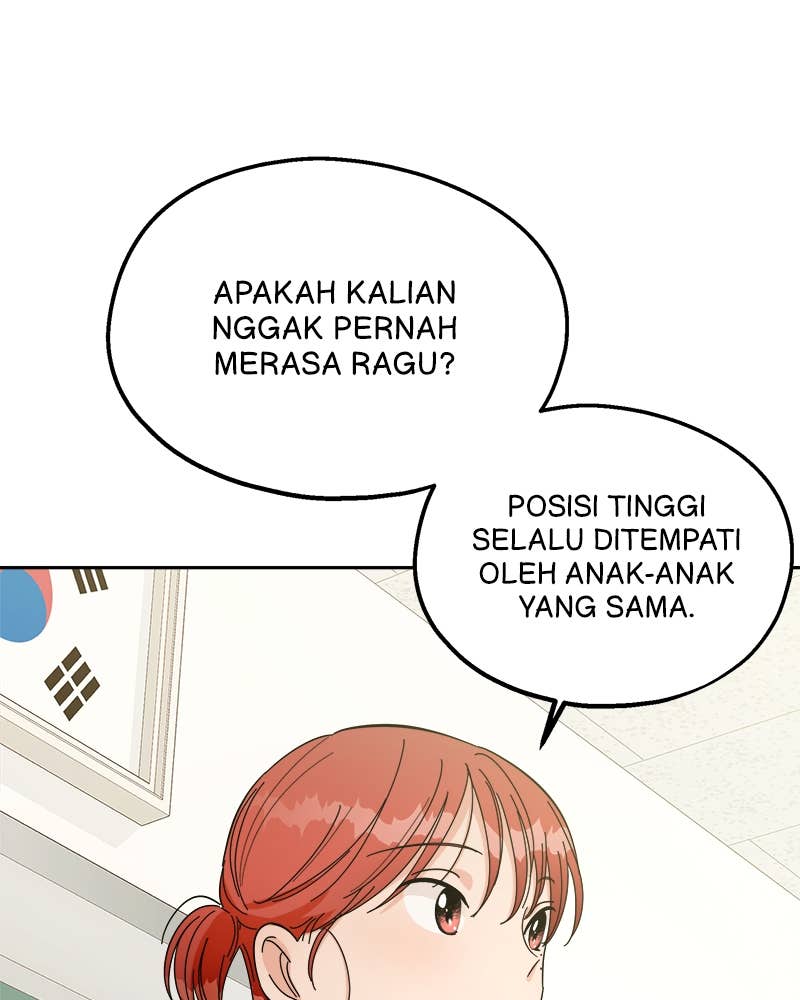 APAKAH KALIAN
NGGAK PERNAH
MERASA RAGU?
POSISI TINGGI
SELALU DITEMPATI
OLEH ANAK-ANAK
YANG SAMA.